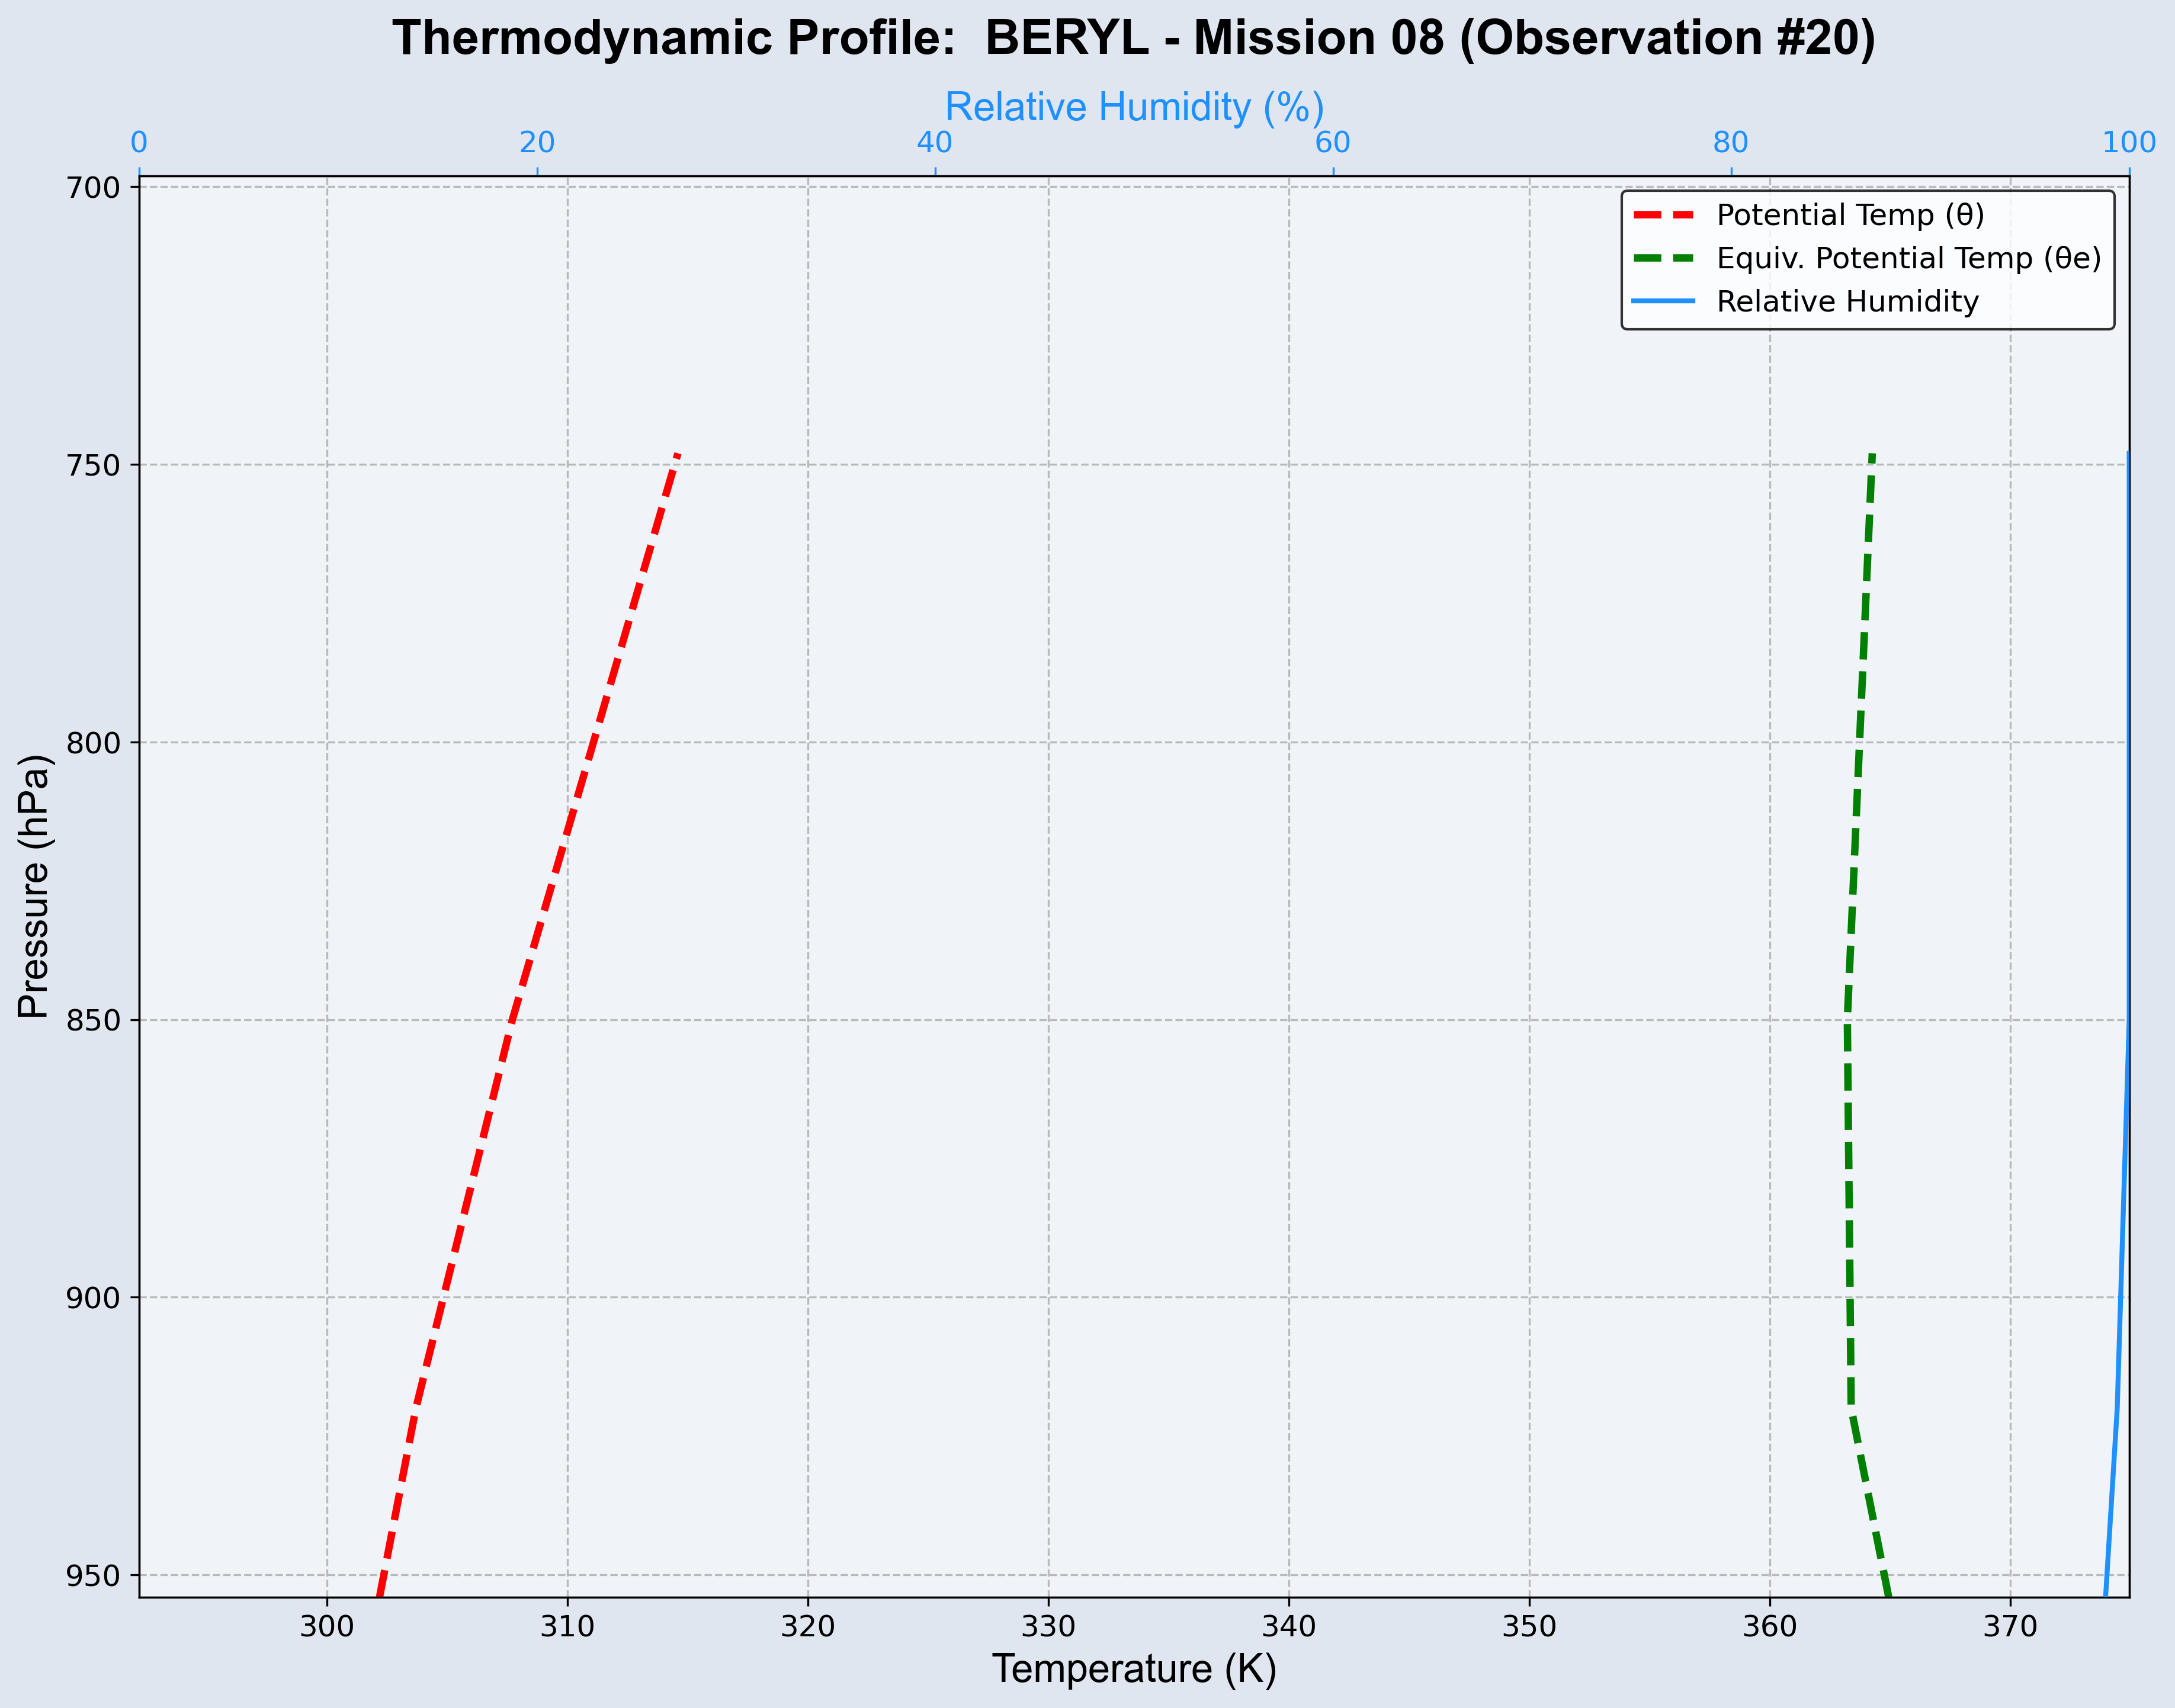 Thermodynamic Profile:  BERYL - Mission 08 (Observation #20)
Relative Humidity (%)
0 20 40 60 80 100
Potential Temp (θ)
Equiv. Potential Temp (θe)
Relative Humidity
Pressure (hPa)
700
750
800
850
900
950
300 310 320 330 340 350 360 370
Temperature (K)